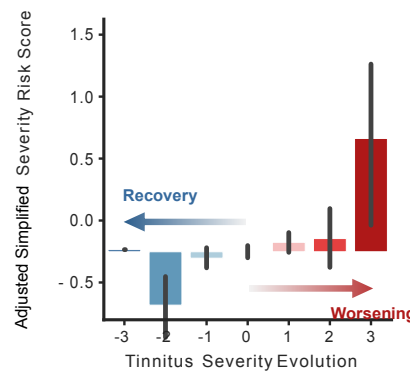 Adjusted Simplified Severity Risk Score
1.5
1.0
0.5
0.0
- 0.5
Recovery
Worsening
-3 -2 -1 0 1 2 3
Tinnitus Severity Evolution